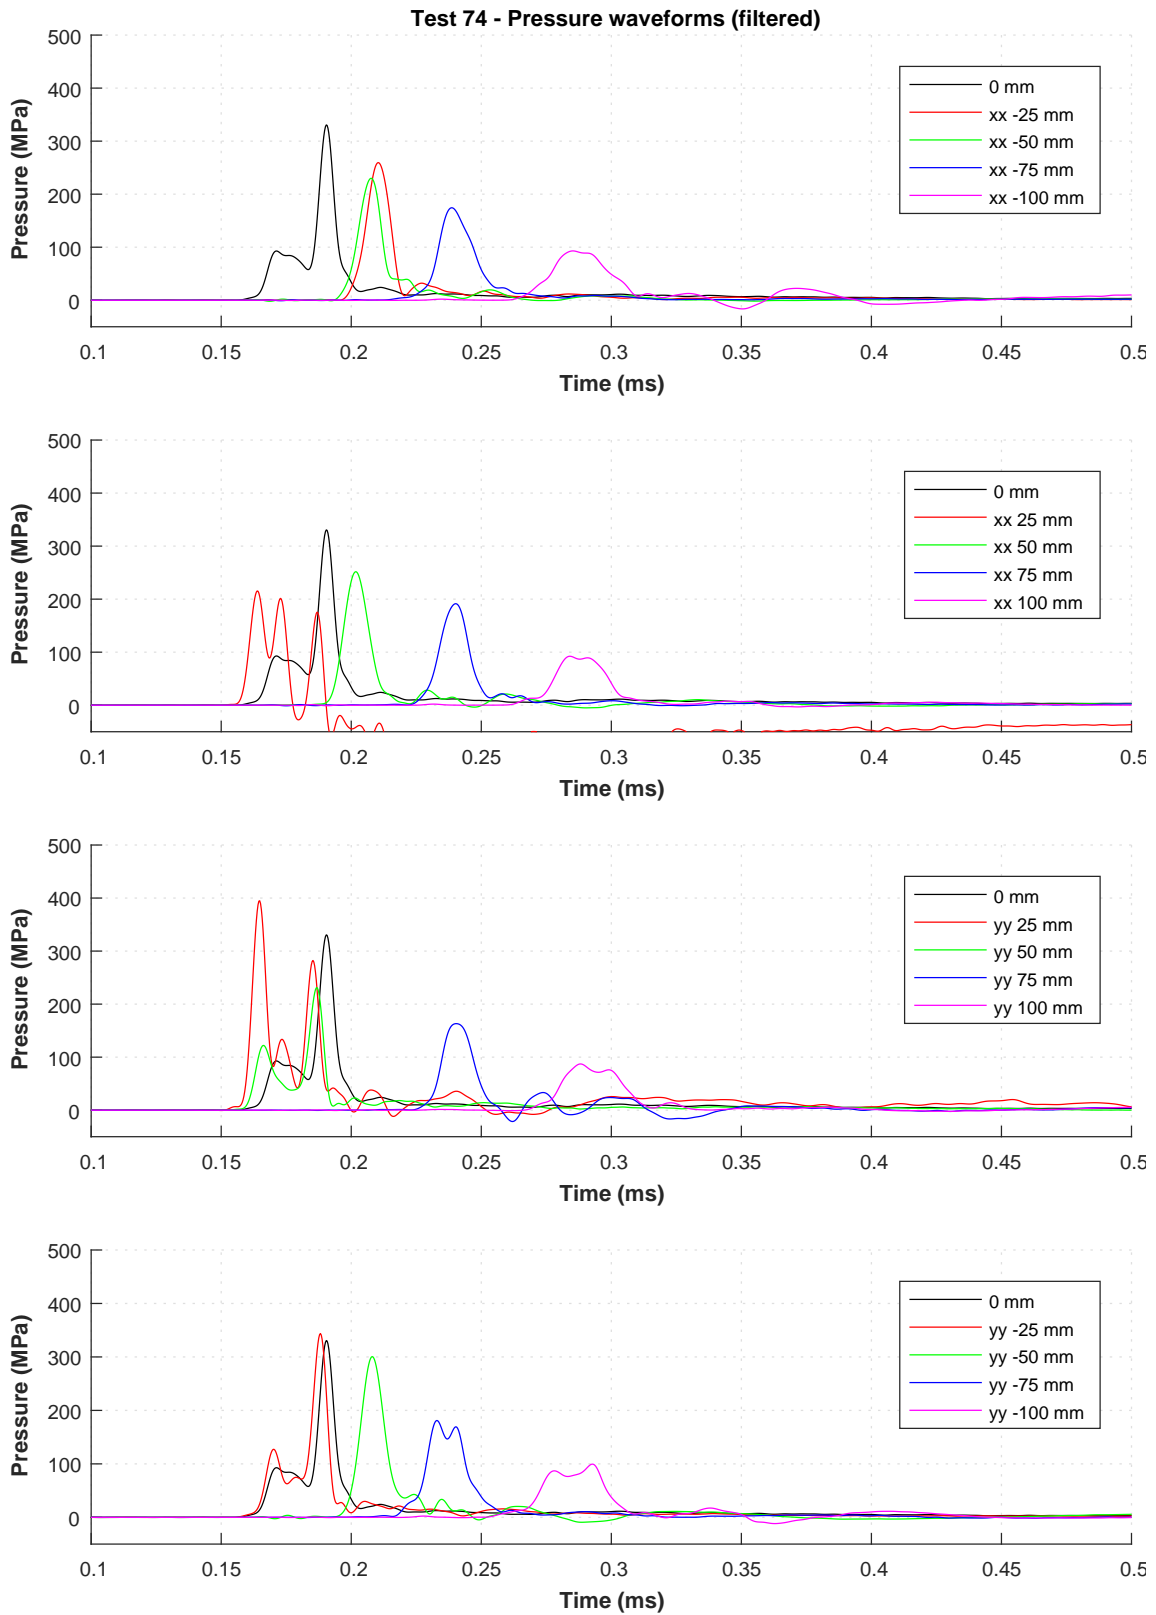 Test 74 - Pressure waveforms (filtered)
500
400
300
200
100
0
Pressure (MPa)
0 mm
xx -25 mm
xx -50 mm
xx -75 mm
xx -100 mm
0.1 0.15 0.2 0.25 0.3 0.35 0.4 0.45 0.5
Time (ms)
500
400
300
200
100
0
Pressure (MPa)
0 mm
xx 25 mm
xx 50 mm
xx 75 mm
xx 100 mm
0.1 0.15 0.2 0.25 0.3 0.35 0.4 0.45 0.5
Time (ms)
500
400
300
200
100
0
Pressure (MPa)
0 mm
yy 25 mm
yy 50 mm
yy 75 mm
yy 100 mm
0.1 0.15 0.2 0.25 0.3 0.35 0.4 0.45 0.5
Time (ms)
500
400
300
200
100
0
Pressure (MPa)
0 mm
yy -25 mm
yy -50 mm
yy -75 mm
yy -100 mm
0.1 0.15 0.2 0.25 0.3 0.35 0.4 0.45 0.5
Time (ms)